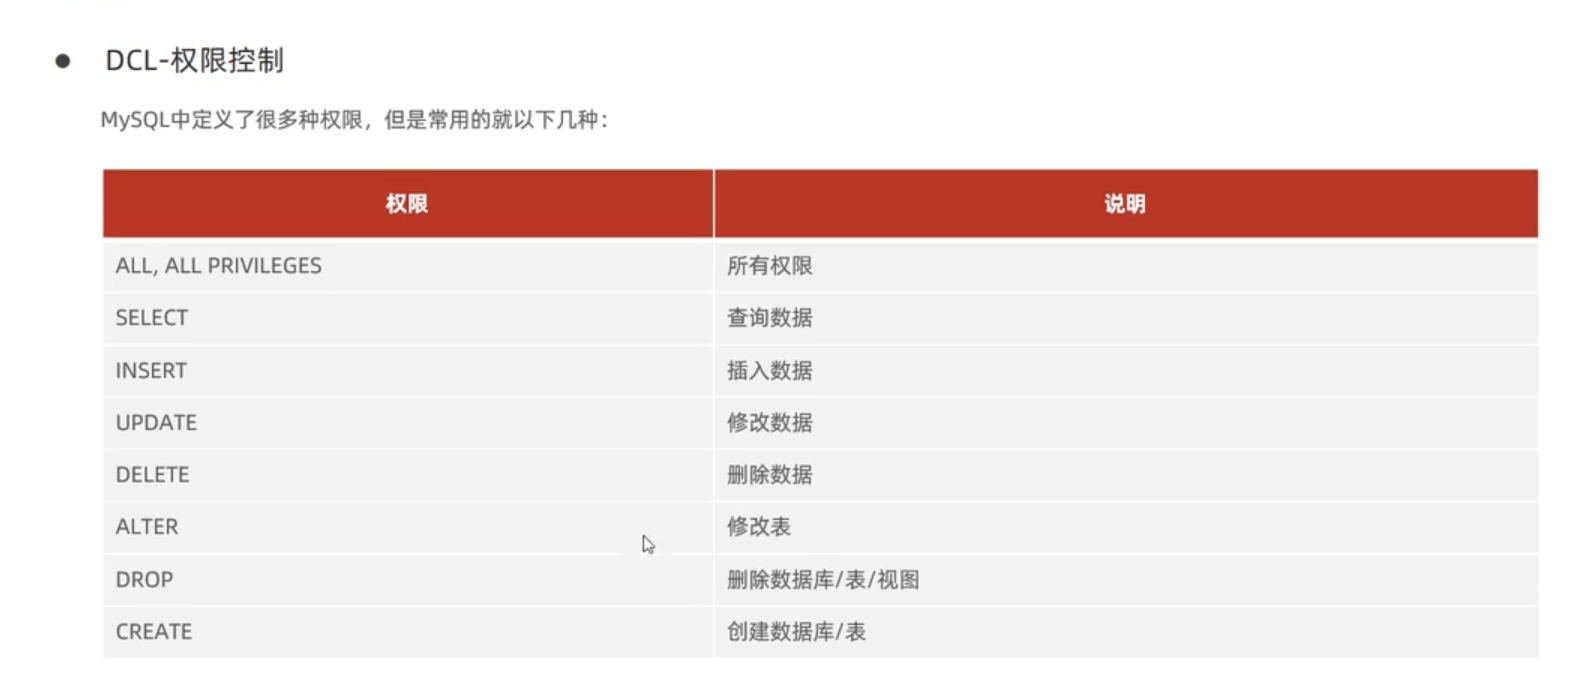 DCL-权限控制
MySQL中定义了很多种权限，但是常用的就以下几种：
权限 说明
ALL, ALL PRIVILEGES 所有权限
SELECT 查询数据
INSERT 插入数据
UPDATE 修改数据
DELETE 删除数据
ALTER 修改表
DROP 删除数据库/表/视图
CREATE 创建数据库/表